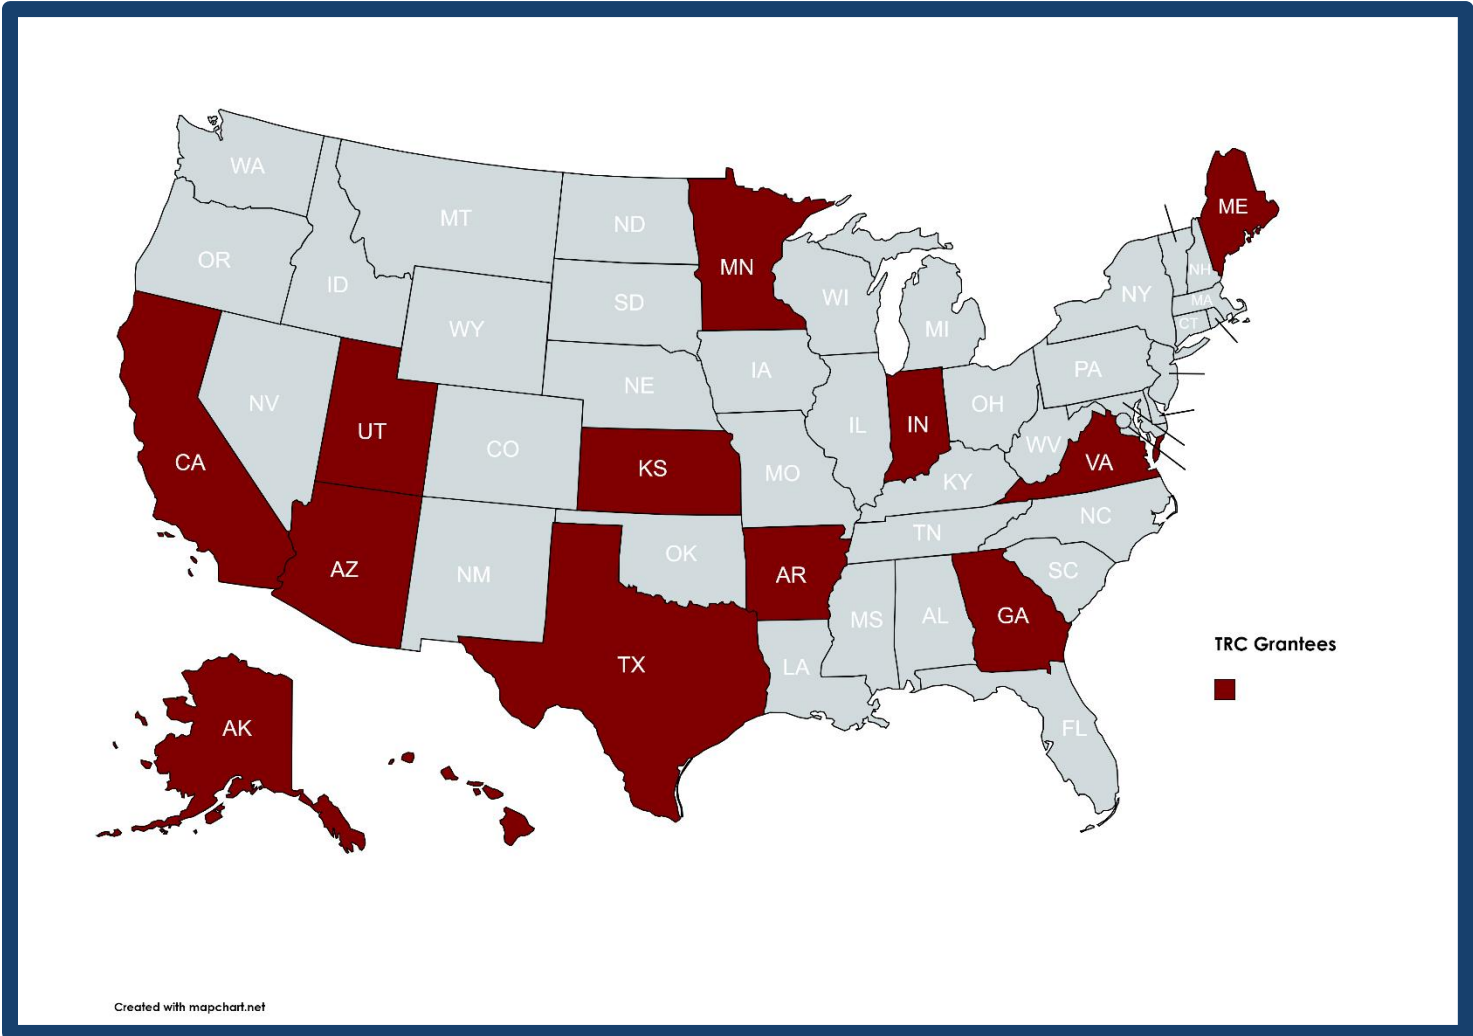 WA
MT
ND
MN
ME
OR
ID
SD
WI
NH
NY
MA
WY
MI
CT
IA
PA
NE
NV
UT
CO
IL
IN
OH
CA
KS
MO
WV
VA
KY
NC
TN
AZ
NM
OK
AR
SC
MS
AL
GA
TX
LA
TRC Grantees
AK
FL
Created with mapchart.net